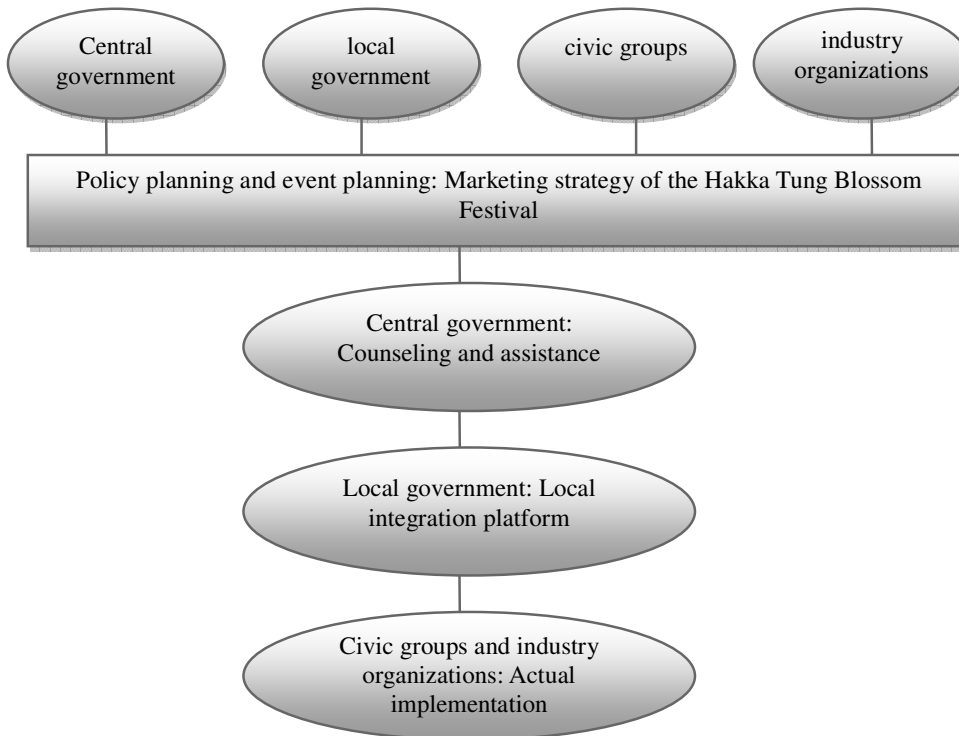 Central
government
local
government
civic groups
industry
organizations
Policy planning and event planning: Marketing strategy of the Hakka Tung Blossom
Festival
Central government:
Counseling and assistance
Local government: Local
integration platform
Civic groups and industry
organizations: Actual
implementation